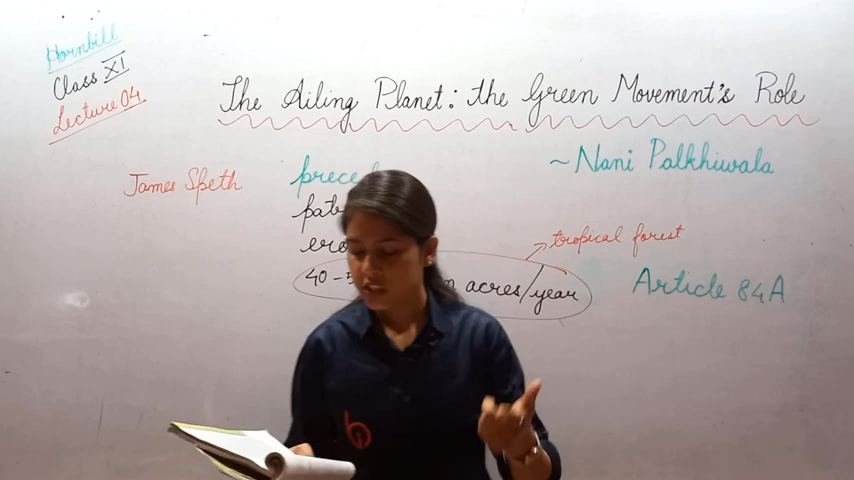 Hornbill
Class XI
Lecture 04
The Ailing Planet: the Green Movement's Role
~Nani Palkhiwala
James Speth
tropical forest
40 - acres/year
Article 84A